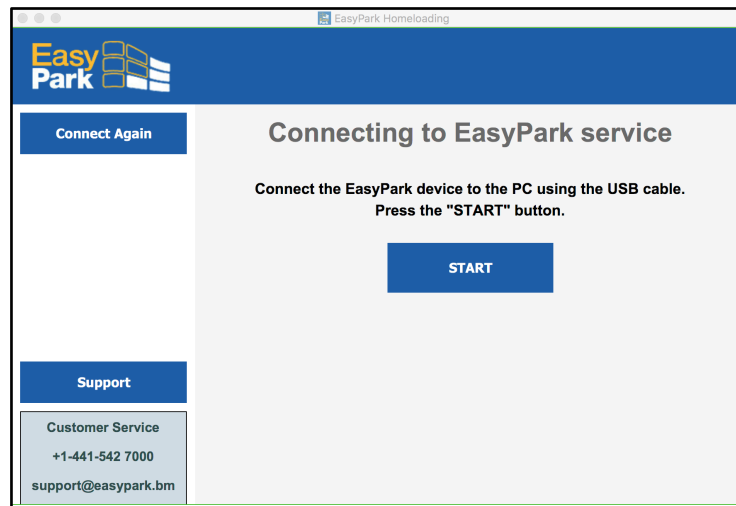 EasyPark Homeloading
Easy
Park
Connect Again
Connecting to EasyPark service
Connect the EasyPark device to the PC using the USB cable.
Press the "START" button.
START
Support
Customer Service
+1-441-542 7000
support@easypark.bm